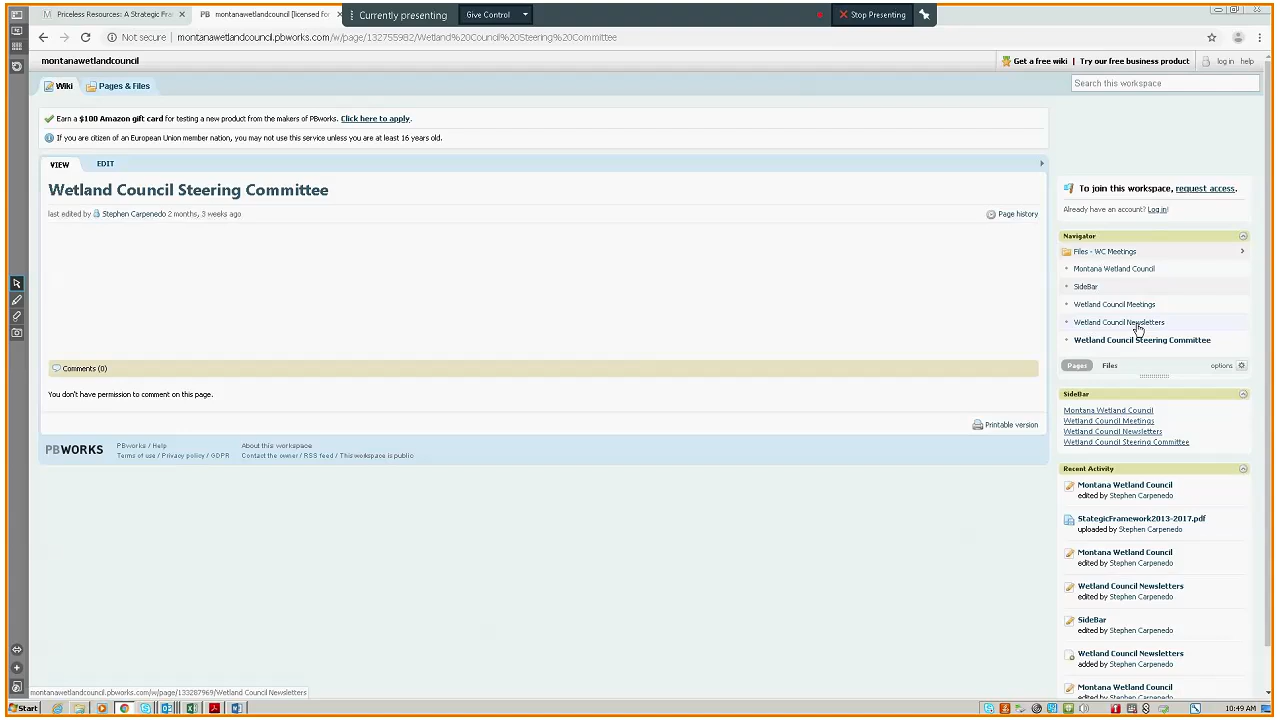 Priceless Resources: A Strategic Fra
PB montanawetlandcouncil [licensed for
Currently presenting
Give Control
Stop Presenting
Not secure | montanawetlandcouncil.pbworks.com/w/page/132755982/Wetland%20Council%20Steering%20Committee
montanawetlandcouncil
Get a free wiki | Try our free business product
log in help
Wiki
Pages & Files
Search this workspace
Earn a $100 Amazon gift card for testing a new product from the makers of PBworks. Click here to apply.
If you are citizen of an European Union member nation, you may not use this service unless you are at least 16 years old.
VIEW
EDIT
Wetland Council Steering Committee
last edited by Stephen Carpenedo 2 months, 3 weeks ago
Page history
Comments (0)
You don't have permission to comment on this page.
Printable version
PBWORKS
PBworks / Help
Terms of use / Privacy policy / GDPR
About this workspace
Contact the owner / RSS feed / This workspace is public
To join this workspace, request access.
Already have an account? Log in!
Navigator
Files - WC Meetings
Montana Wetland Council
SideBar
Wetland Council Meetings
Wetland Council Newsletters
Wetland Council Steering Committee
Pages
Files
options
SideBar
Montana Wetland Council
Wetland Council Meetings
Wetland Council Newsletters
Wetland Council Steering Committee
Recent Activity
Montana Wetland Council
edited by Stephen Carpenedo
StategicFramework2013-2017.pdf
uploaded by Stephen Carpenedo
Montana Wetland Council
edited by Stephen Carpenedo
Wetland Council Newsletters
edited by Stephen Carpenedo
SideBar
edited by Stephen Carpenedo
Wetland Council Newsletters
added by Stephen Carpenedo
Montana Wetland Council
edited by Stephen Carpenedo
montanawetlandcouncil.pbworks.com/w/page/133287969/Wetland Council Newsletters
Start
10:49 AM